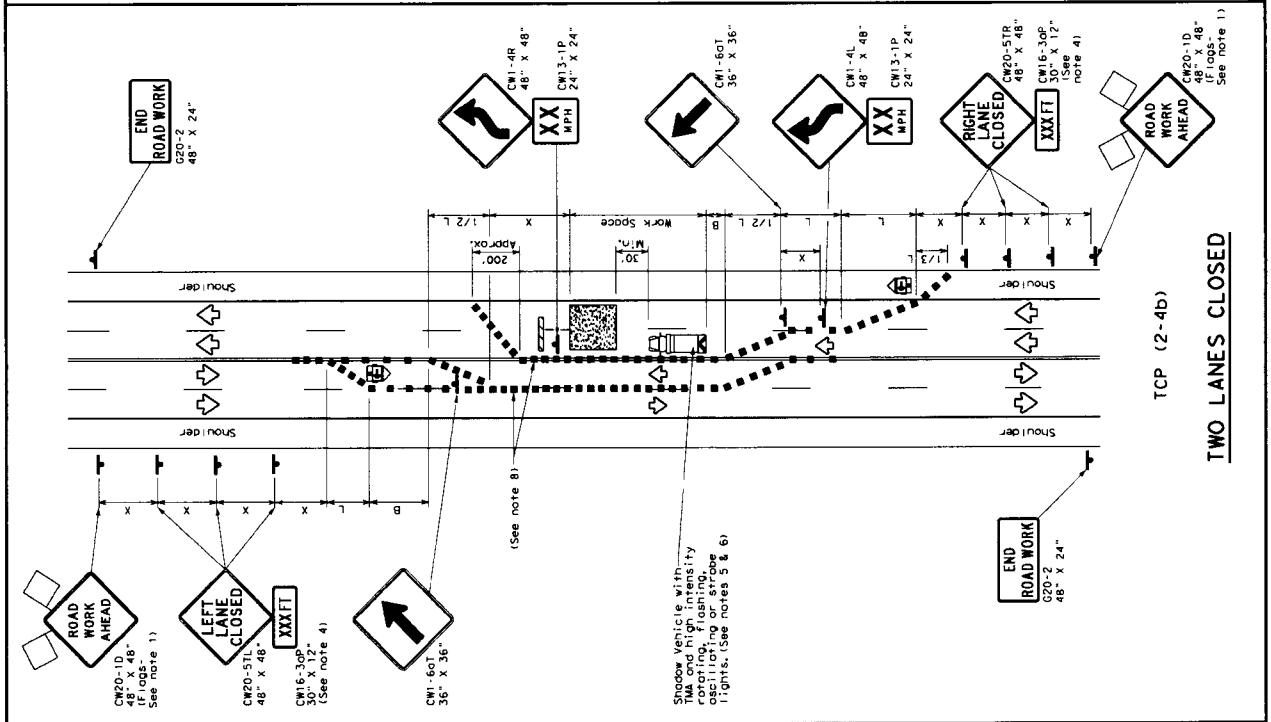 END
ROAD WORK
G20-2
48" X 24"
CW1-4R
48" X 48"
XX
MPH
CW13-1P
24" X 24"
CW1-6aT
36" X 36"
CW1-4L
48" X 48"
XX
MPH
CW13-1P
24" X 24"
RIGHT
LANE
CLOSED
CW20-5TR
48" X 48"
XXX FT
CW16-3aP
30" X 12"
(See
note 4)
ROAD
WORK
AHEAD
CW20-1D
48" X 48"
(Flags-
See note 1)
1/2 L
X
Work Space
B
1/2 L
L
L
X
X
X
X
200'
Approx.
30'
Min.
X
1/3 L
Shoulder
Shoulder
Shoulder
Shoulder
X
X
X
X
L
B
(See note 8)
ROAD
WORK
AHEAD
CW20-1D
48" X 48"
(Flags-
See note 1)
LEFT
LANE
CLOSED
CW20-5TL
48" X 48"
XXX FT
CW16-3aP
30" X 12"
(See note 4)
CW1-6aT
36" X 36"
Shadow Vehicle with
TMA and high intensity
rotating, flashing,
oscillating or strobe
lights. (See notes 5 & 6)
END
ROAD WORK
G20-2
48" X 24"
TCP (2-4b)
TWO LANES CLOSED